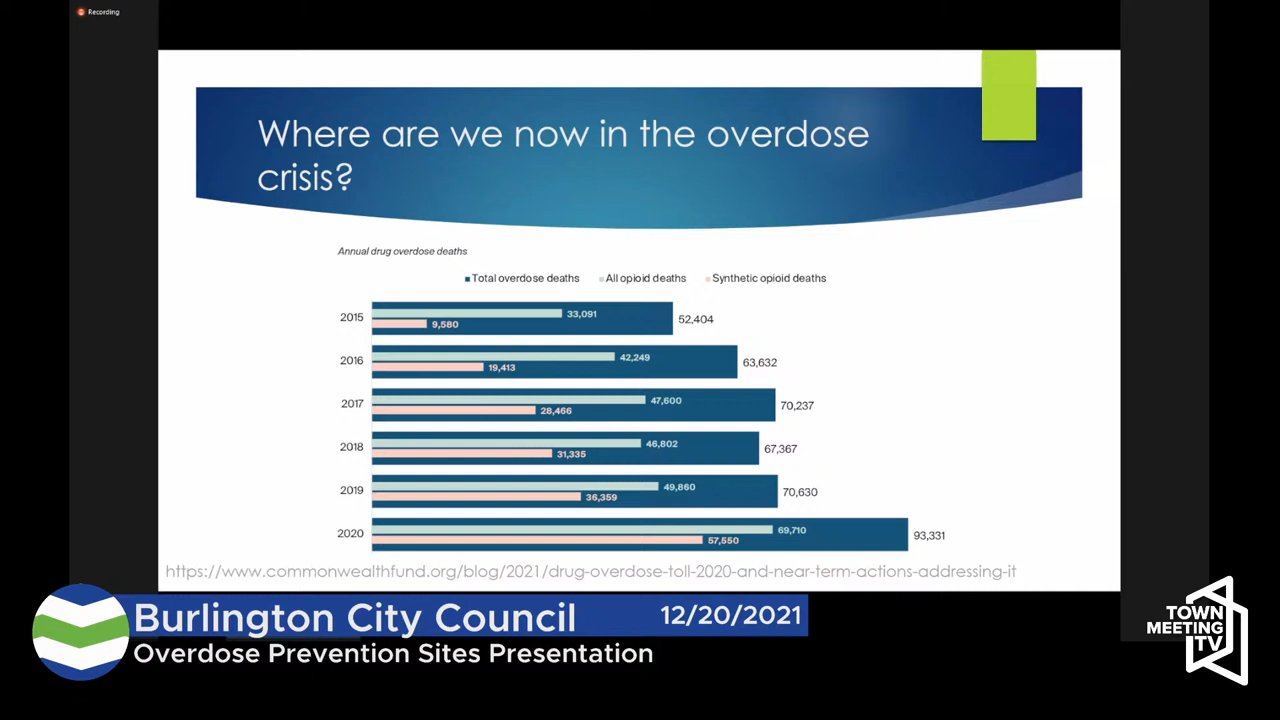 Recording
Where are we now in the overdose
crisis?
Annual drug overdose deaths
Total overdose deaths All opioid deaths Synthetic opioid deaths
2015 33,091 9,580 52,404
2016 42,249 19,413 63,632
2017 47,600 28,466 70,237
2018 46,802 31,335 67,367
2019 49,860 36,359 70,630
2020 69,710 57,550 93,331
https://www.commonwealthfund.org/blog/2021/drug-overdose-toll-2020-and-near-term-actions-addressing-it
Burlington City Council 12/20/2021
Overdose Prevention Sites Presentation
TOWN
MEETING
TV